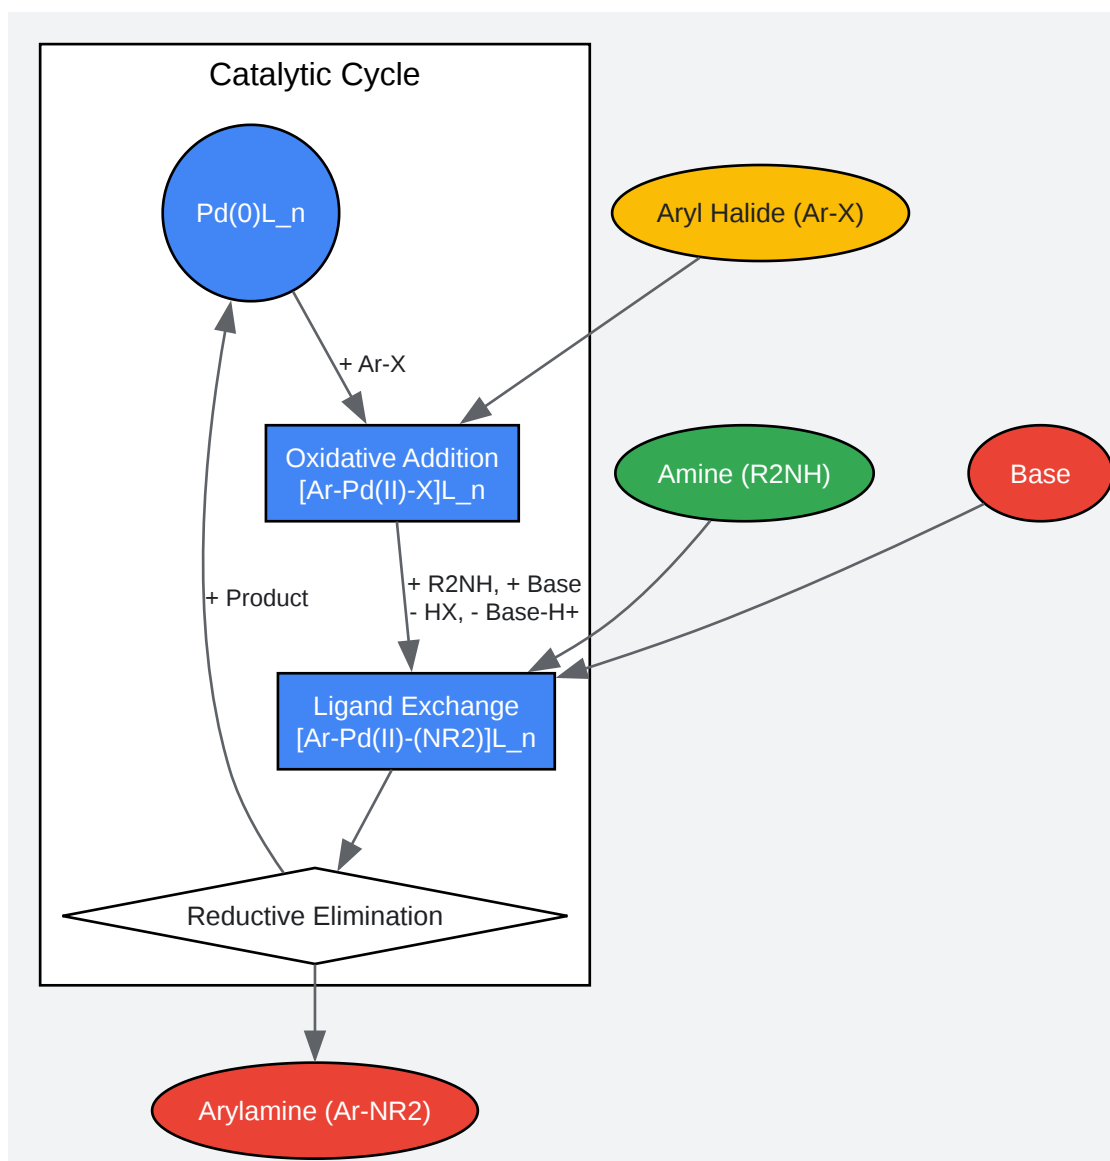 Catalytic Cycle
Pd(0)L_n
Aryl Halide (Ar-X)
+ Ar-X
Oxidative Addition
[Ar-Pd(II)-X]L_n
Amine (R2NH)
Base
+ R2NH, + Base
- HX, - Base-H+
+ Product
Ligand Exchange
[Ar-Pd(II)-(NR2)]L_n
Reductive Elimination
Arylamine (Ar-NR2)